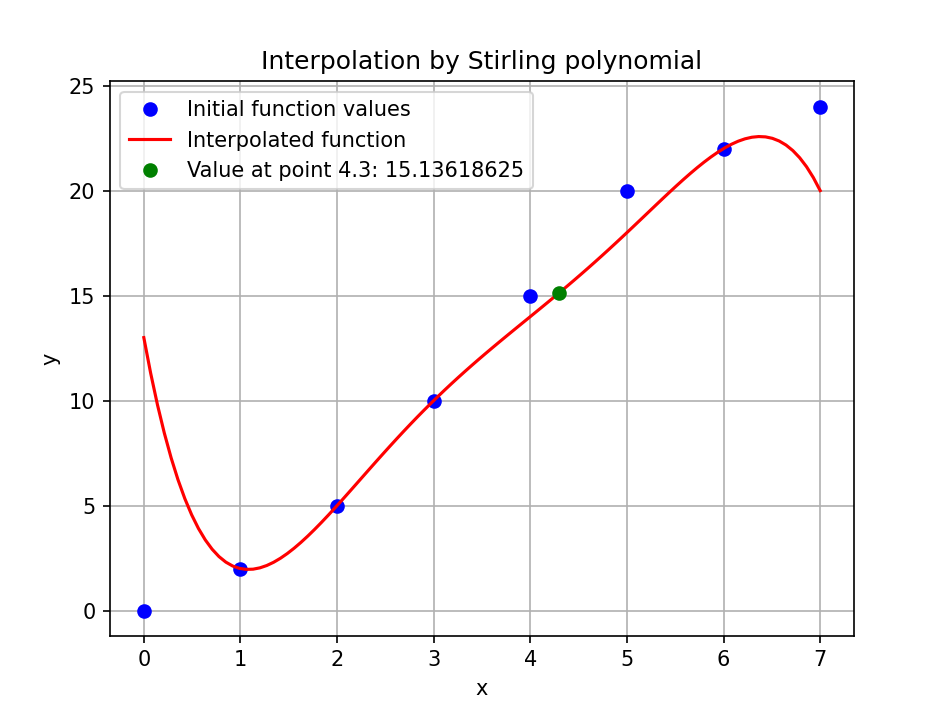 Interpolation by Stirling polynomial
Initial function values
Interpolated function
Value at point 4.3: 15.13618625
25
20
15
10
5
0
y
0 1 2 3 4 5 6 7
x